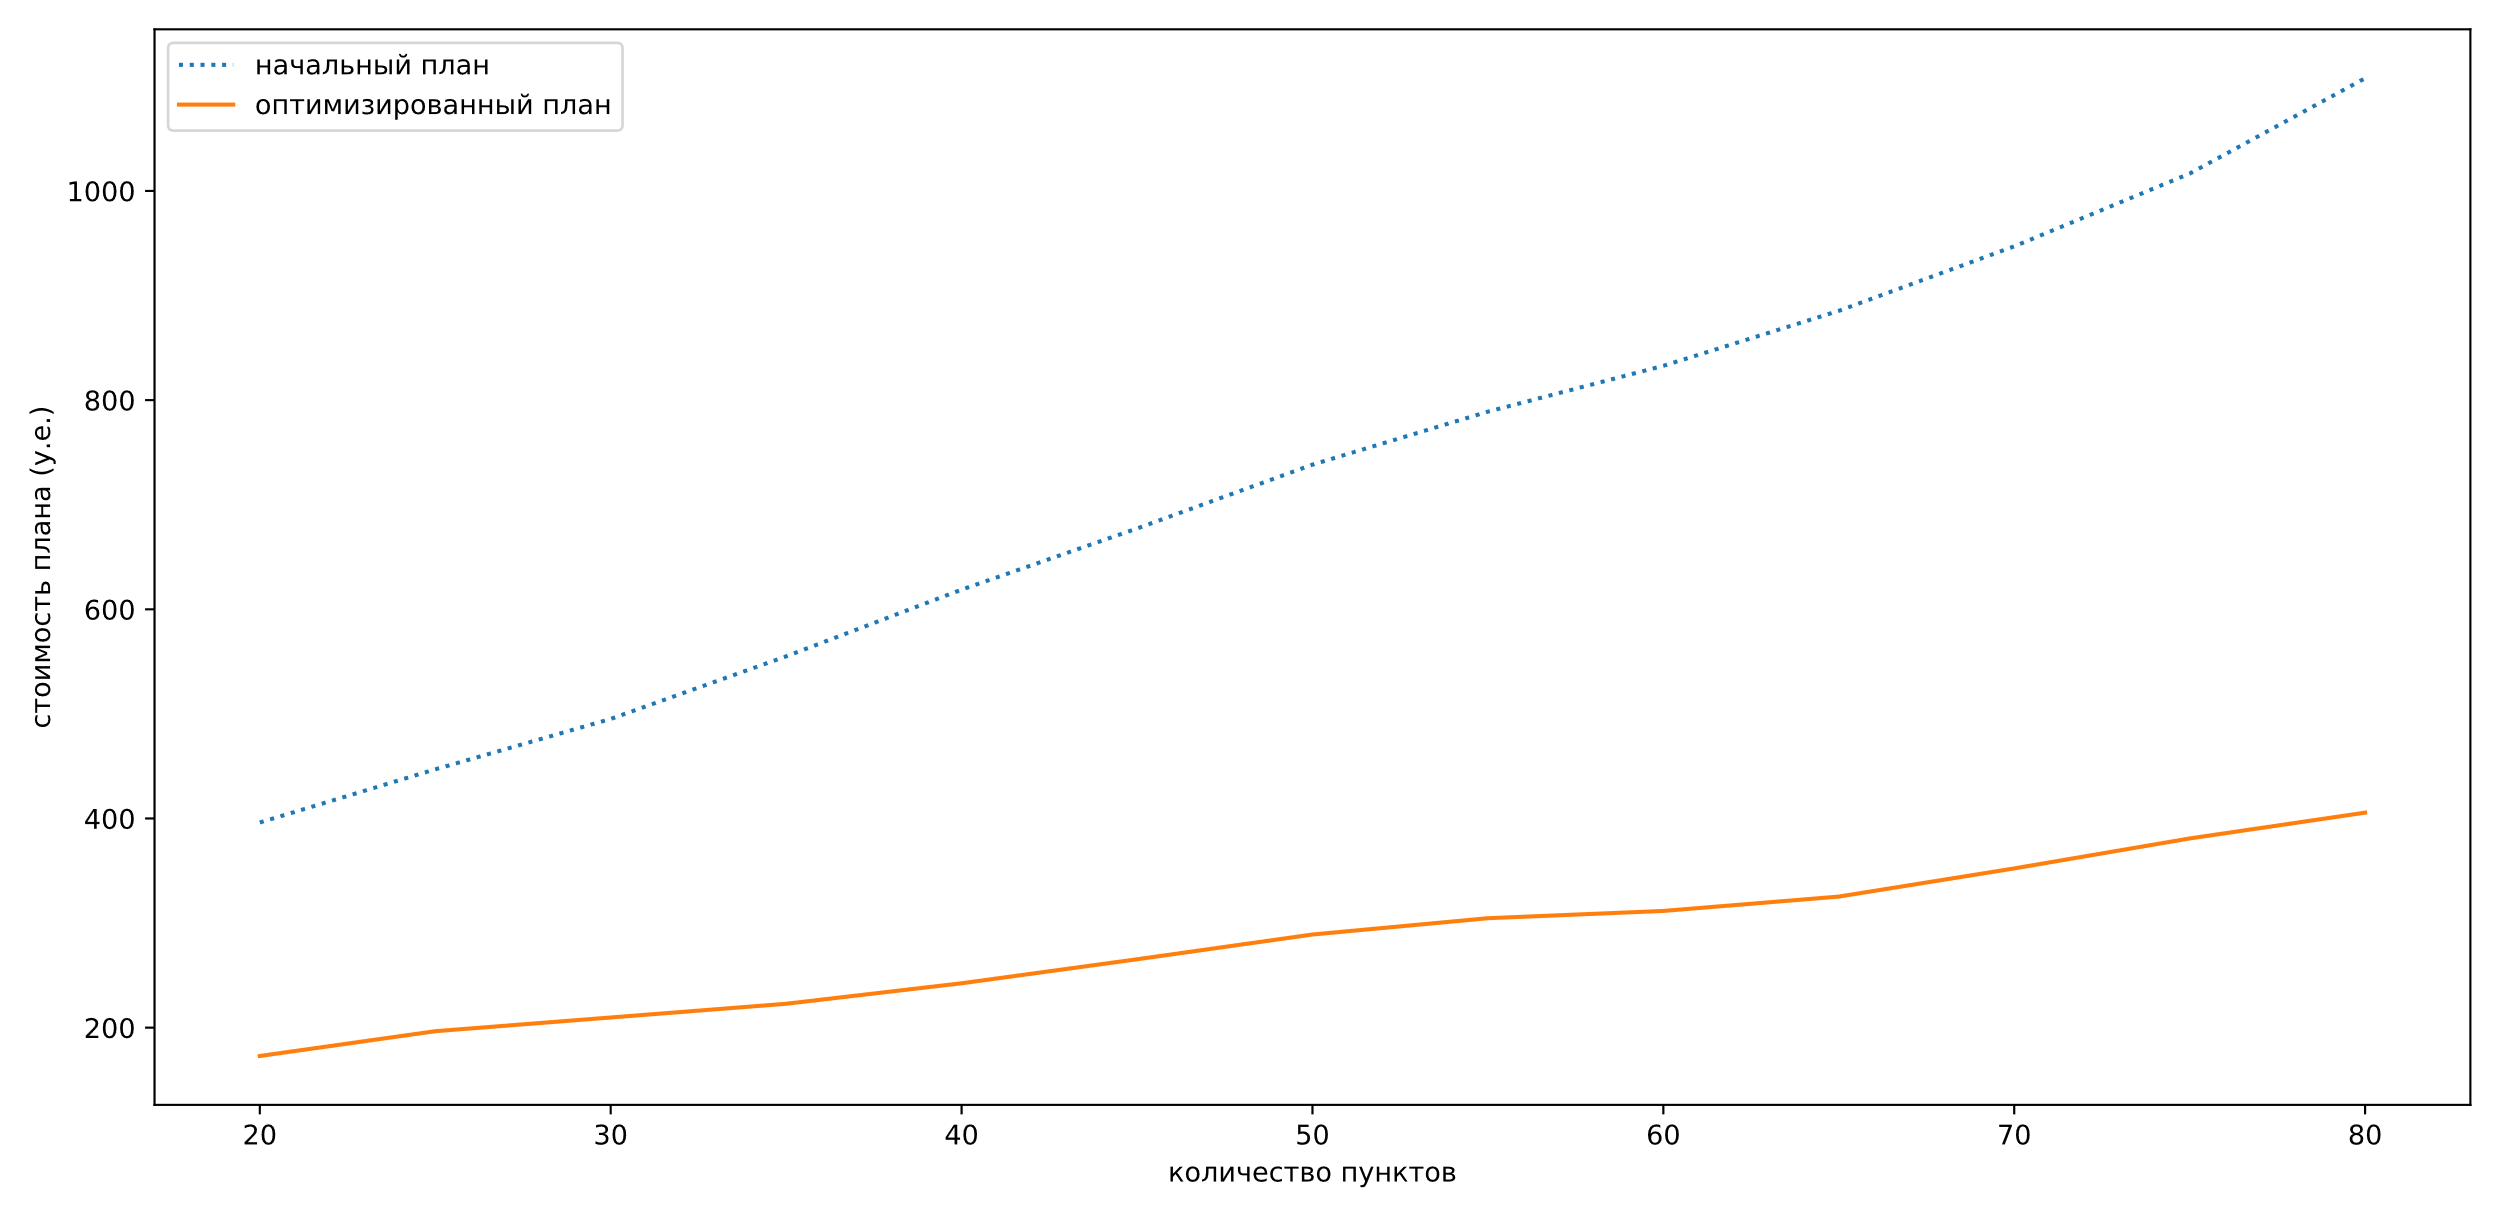 начальный план
оптимизированный план
1000
800
600
400
200
стоимость плана (у.е.)
20 30 40 50 60 70 80
количество пунктов